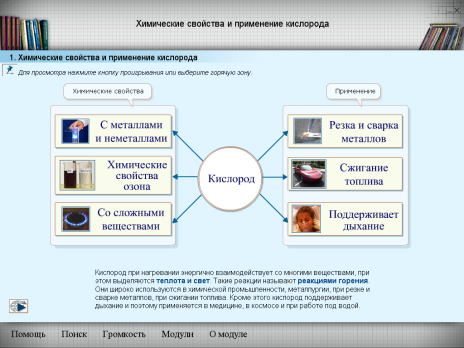 Химические свойства и применение кислорода
1. Химические свойства и применение кислорода
Для просмотра нажмите кнопку проигрывания или выберите горячую зону.
Химические свойства
Применение
С металлами
и неметаллами
Химические
свойства
озона
Со сложными
веществами
Кислород
Резка и сварка
металлов
Сжигание
топлива
Поддерживает
дыхание
Кислород при нагревании энергично взаимодействует со многими веществами, при
этом выделяются теплота и свет. Такие реакции называют реакциями горения.
Они широко используются в химической промышленности, металлургии, при резке и
сварке металлов, при сжигании топлива. Кроме этого кислород поддерживает
дыхание и поэтому применяется в медицине, в космосе и при работе под водой.
Помощь Поиск Громкость Модули О модуле